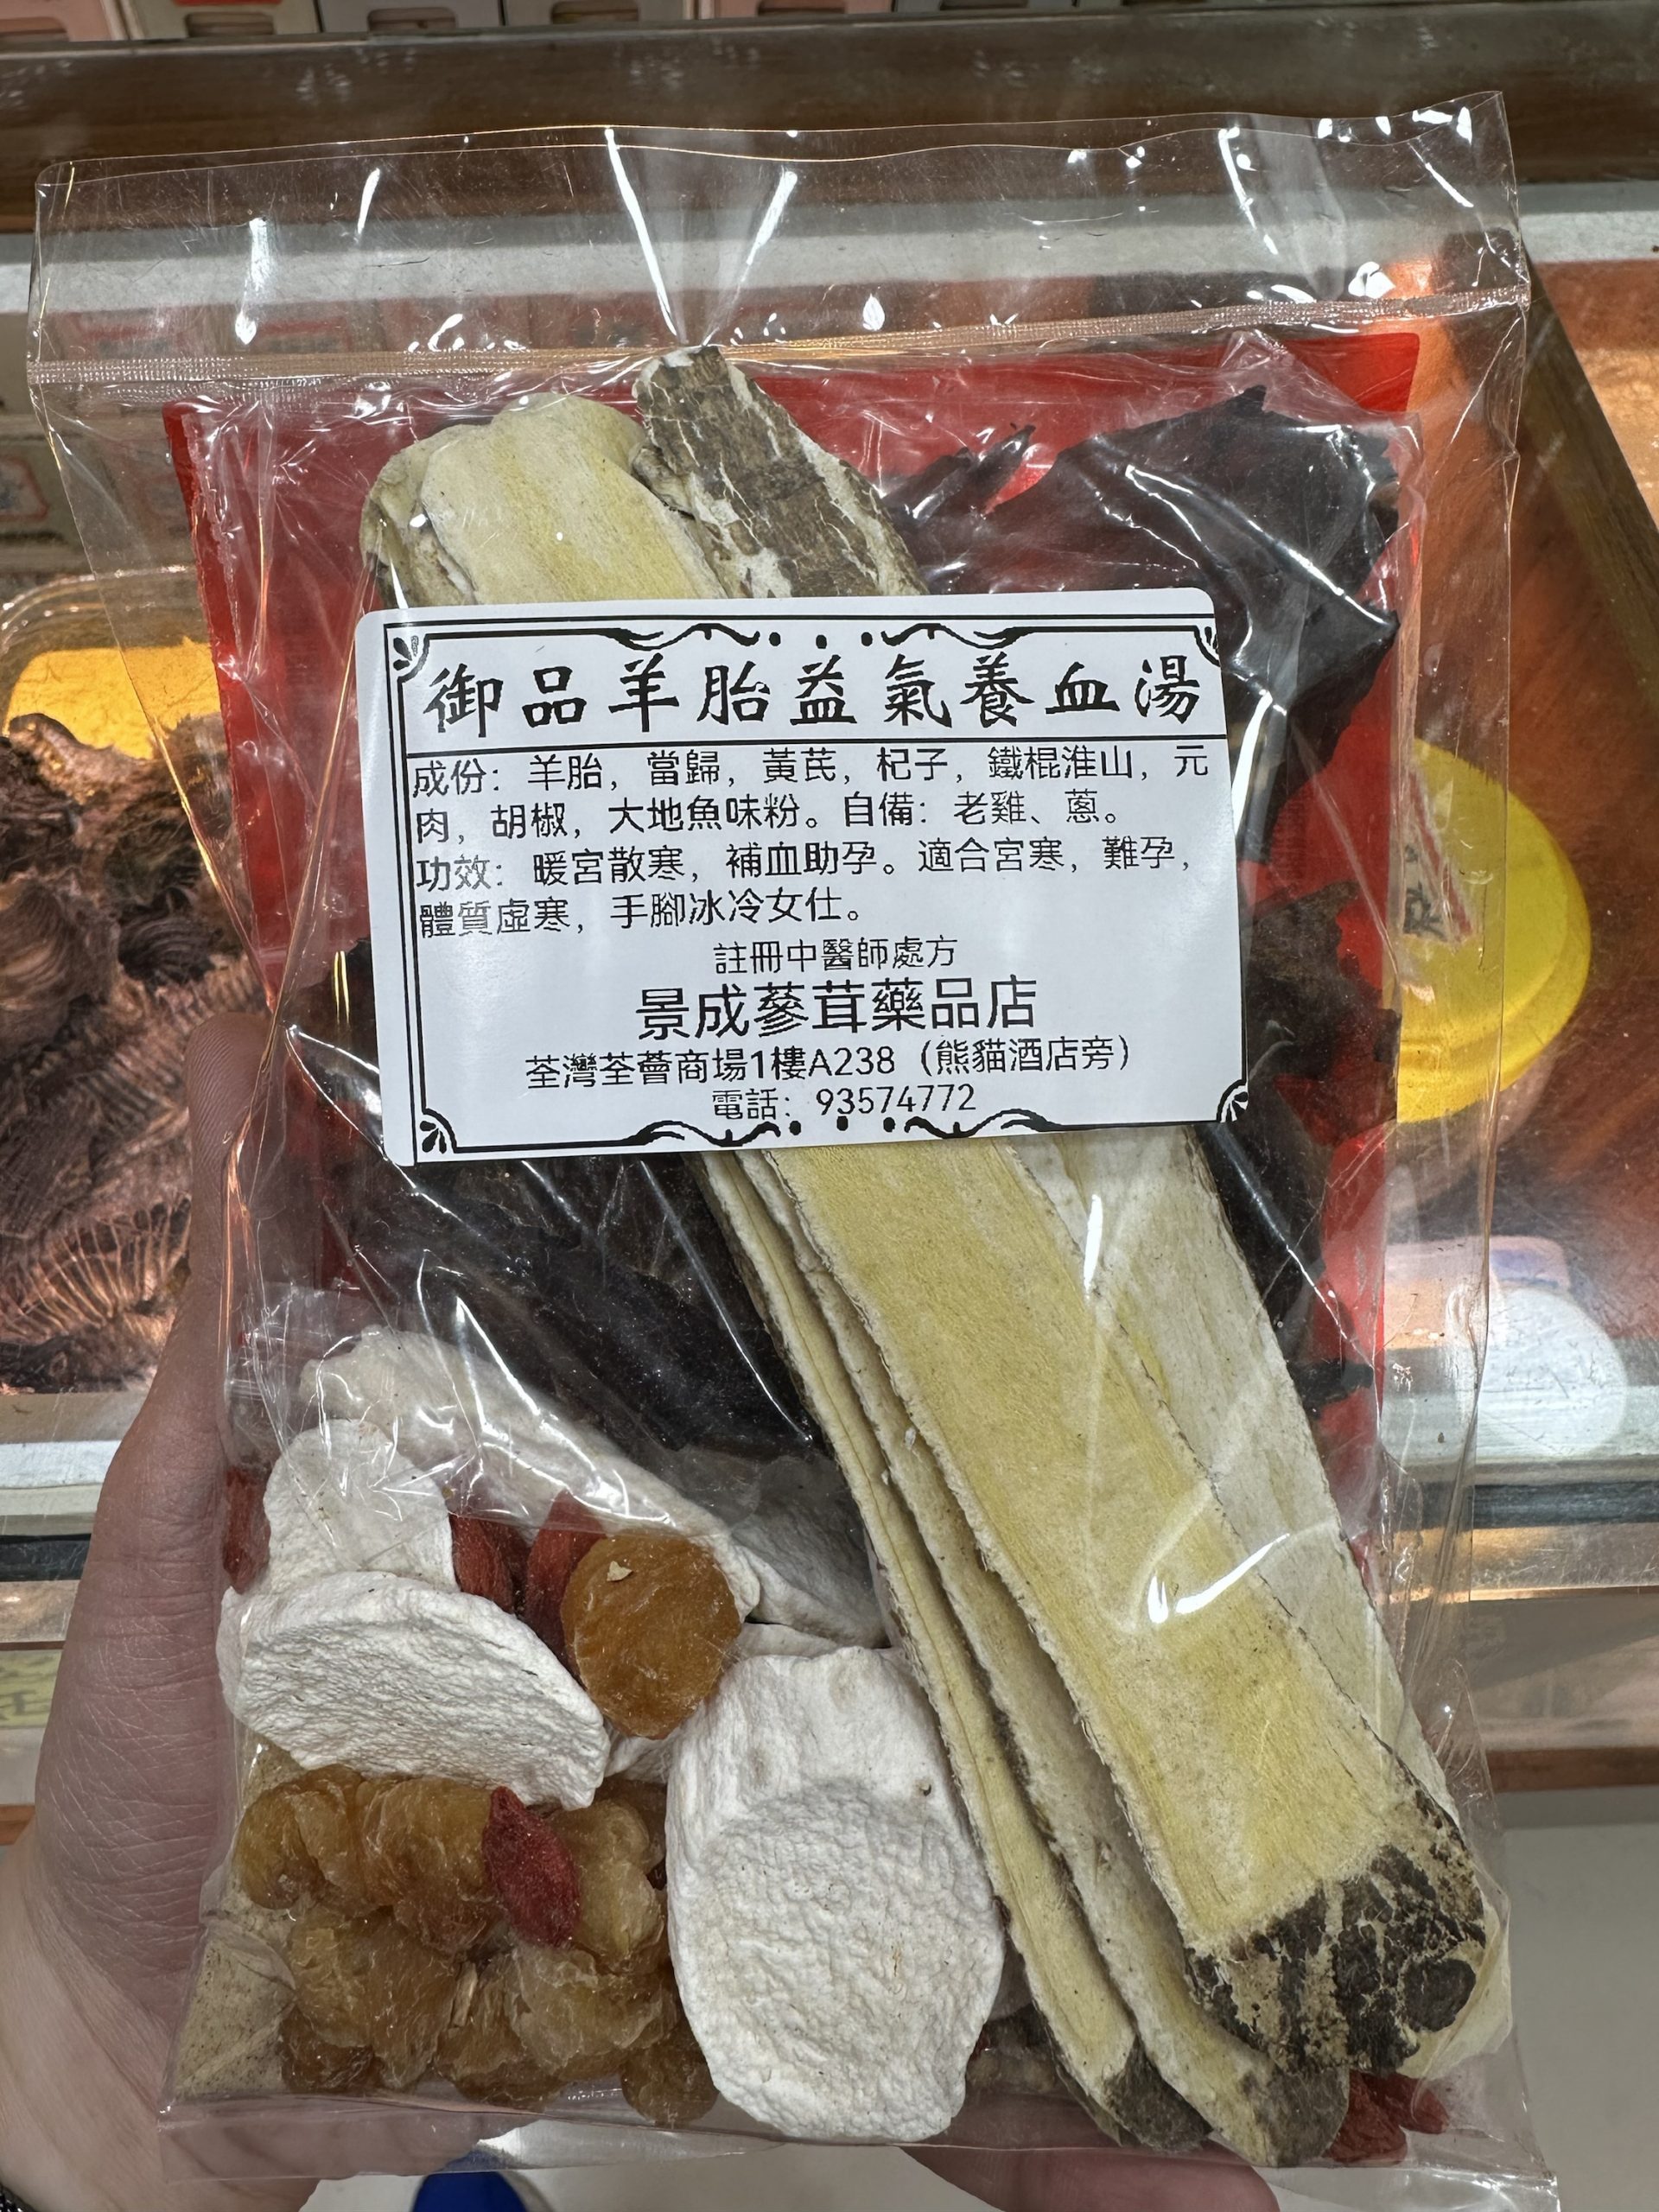 御品羊胎益氣養血湯
成份：羊胎，當歸，黃芪，杞子，鐵棍淮山，元
肉，胡椒，大地魚味粉。自備：老雞、蔥。
功效：暖宮散寒，補血助孕。適合宮寒，難孕，
體質虛寒，手腳冰冷女仕。
註冊中醫師處方
景成蔘茸藥品店
荃灣荃薈商場1樓A238（熊貓酒店旁）
電話：93574772